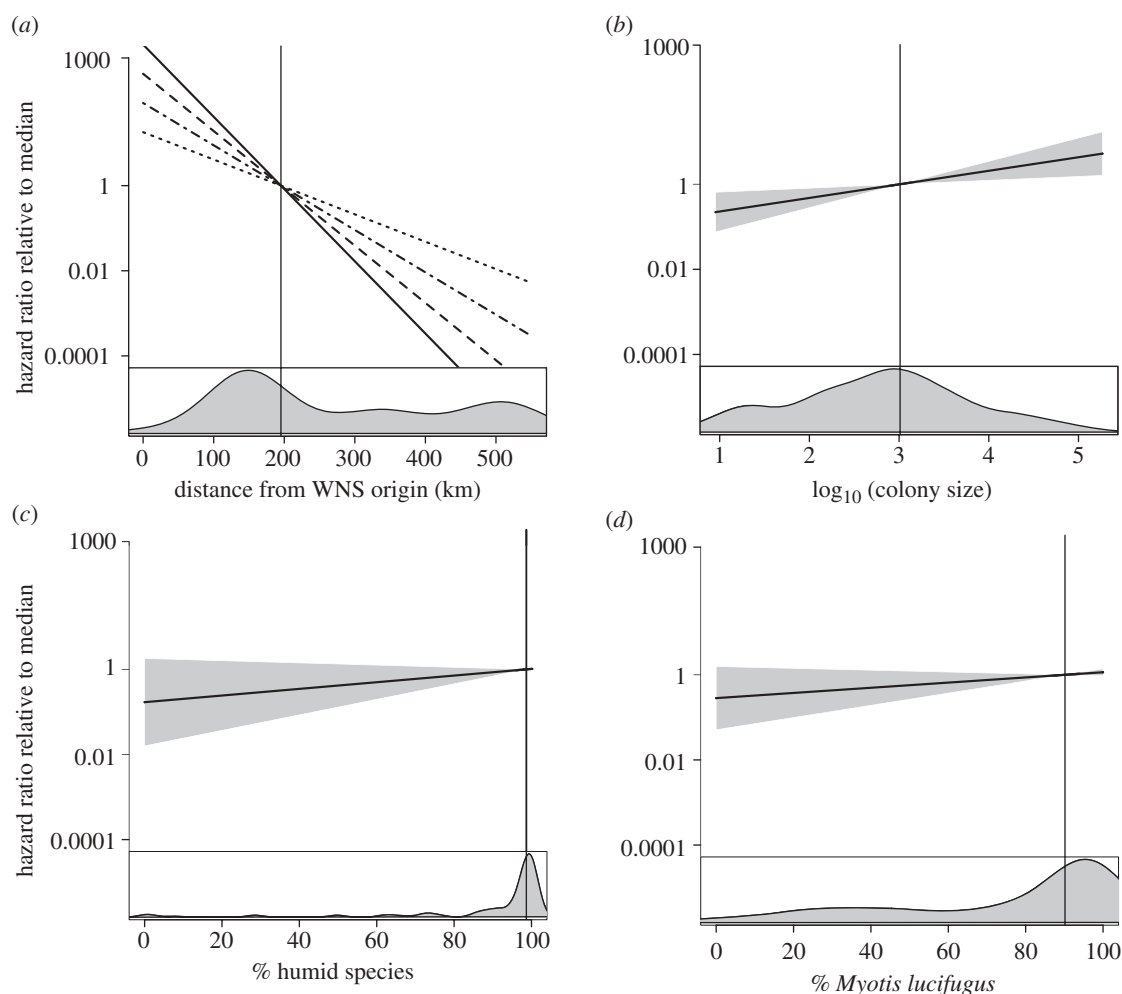 (a)
hazard ratio relative to median
1000
1
0.01
0.0001
0 100 200 300 400 500
distance from WNS origin (km)
(b)
1000
1
0.01
0.0001
1 2 3 4 5
log10 (colony size)
(c)
hazard ratio relative to median
1000
1
0.01
0.0001
0 20 40 60 80 100
% humid species
(d)
1000
1
0.01
0.0001
0 20 40 60 80 100
% Myotis lucifugus